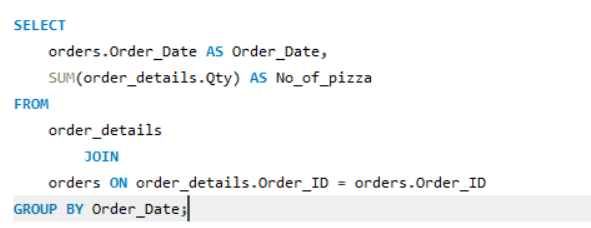 SELECT
orders.Order_Date AS Order_Date,
SUM(order_details.Qty) AS No_of_pizza
FROM
order_details
JOIN
orders ON order_details.Order_ID = orders.Order_ID
GROUP BY Order_Date;